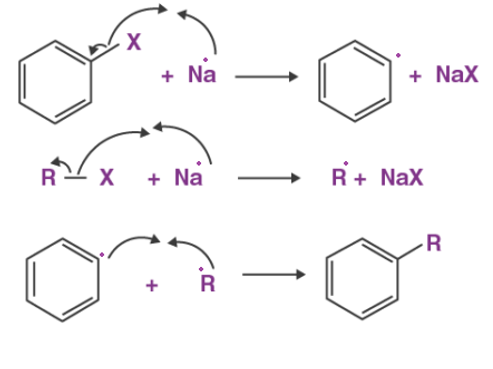 X + Na + NaX
R — X + Na R + NaX
+ R R